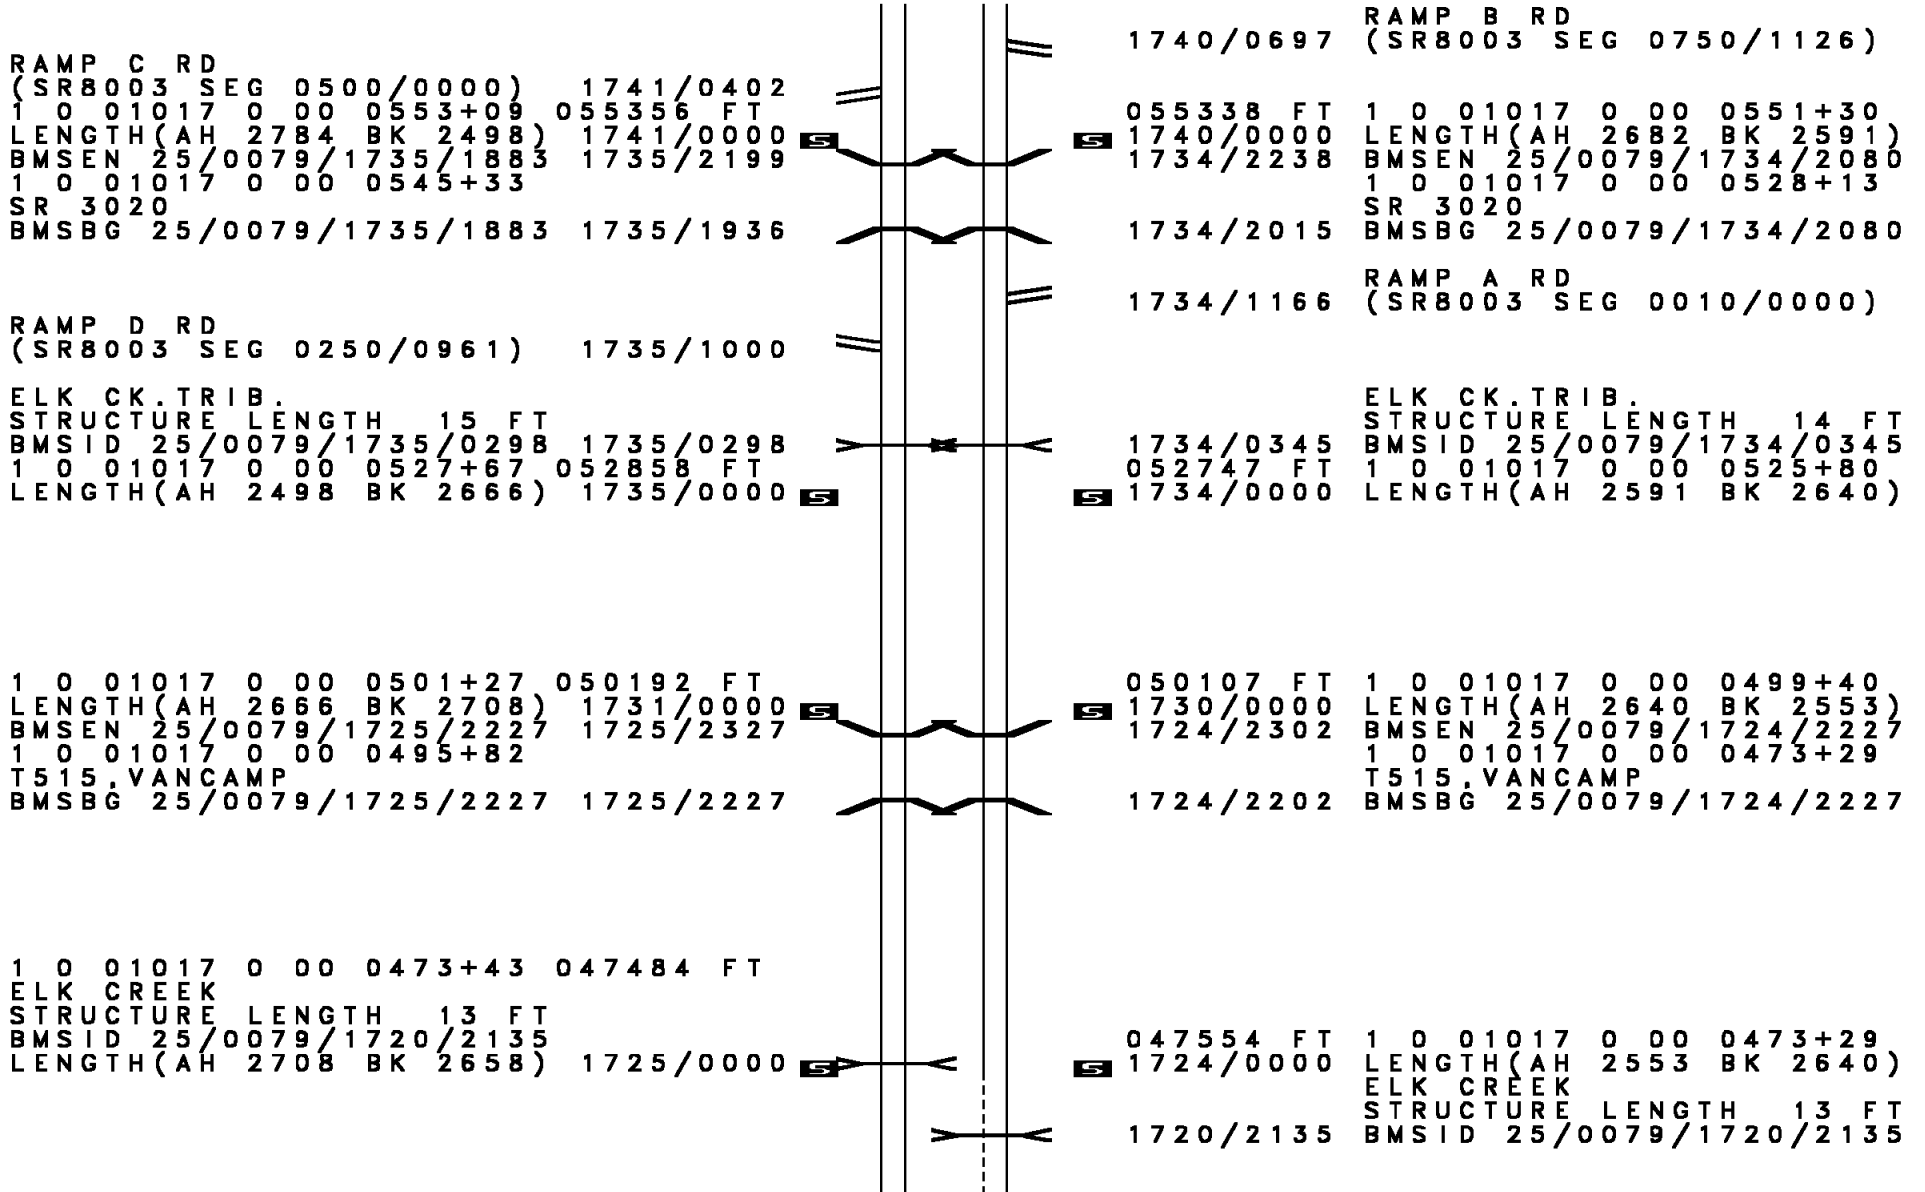 RAMP B RD
1740/0697 (SR8003 SEG 0750/1126)
RAMP C RD
(SR8003 SEG 0500/0000) 1741/0402
1 0 01017 0 00 0553+09 055356 FT
LENGTH(AH 2784 BK 2498) 1741/0000 S
BMSEN 25/0079/1735/1883 1735/2199
1 0 01017 0 00 0545+33
SR 3020
BMSBG 25/0079/1735/1883 1735/1936
055338 FT 1 0 01017 0 00 0551+30
S 1740/0000 LENGTH(AH 2682 BK 2591)
1734/2238 BMSEN 25/0079/1734/2080
1 0 01017 0 00 0528+13
SR 3020
1734/2015 BMSBG 25/0079/1734/2080
RAMP A RD
1734/1166 (SR8003 SEG 0010/0000)
RAMP D RD
(SR8003 SEG 0250/0961) 1735/1000
ELK CK.TRIB.
STRUCTURE LENGTH 15 FT
BMSID 25/0079/1735/0298 1735/0298
1 0 01017 0 00 0527+67 052858 FT
LENGTH(AH 2498 BK 2666) 1735/0000 S
ELK CK.TRIB.
STRUCTURE LENGTH 14 FT
1734/0345 BMSID 25/0079/1734/0345
052747 FT 1 0 01017 0 00 0525+80
S 1734/0000 LENGTH(AH 2591 BK 2640)
1 0 01017 0 00 0501+27 050192 FT
LENGTH(AH 2666 BK 2708) 1731/0000 S
BMSEN 25/0079/1725/2227 1725/2327
1 0 01017 0 00 0495+82
T515,VANCAMP
BMSBG 25/0079/1725/2227 1725/2227
050107 FT 1 0 01017 0 00 0499+40
S 1730/0000 LENGTH(AH 2640 BK 2553)
1724/2302 BMSEN 25/0079/1724/2227
1 0 01017 0 00 0473+29
T515,VANCAMP
1724/2202 BMSBG 25/0079/1724/2227
1 0 01017 0 00 0473+43 047484 FT
ELK CREEK
STRUCTURE LENGTH 13 FT
BMSID 25/0079/1720/2135
LENGTH(AH 2708 BK 2658) 1725/0000 S
047554 FT 1 0 01017 0 00 0473+29
S 1724/0000 LENGTH(AH 2553 BK 2640)
ELK CREEK
STRUCTURE LENGTH 13 FT
1720/2135 BMSID 25/0079/1720/2135